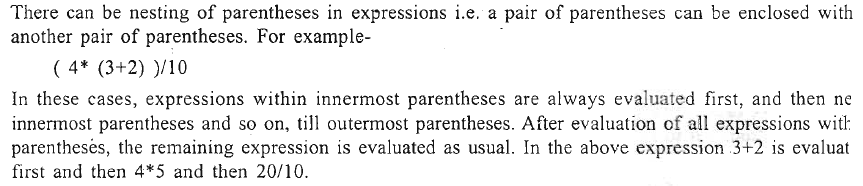 There can be nesting of parentheses in expressions i.e. a pair of parentheses can be enclosed with
another pair of parentheses. For example-
( 4* (3+2) )/10
In these cases, expressions within innermost parentheses are always evaluated first, and then ne
innermost parentheses and so on, till outermost parentheses. After evaluation of all expressions with
parentheses, the remaining expression is evaluated as usual. In the above expression 3+2 is evaluat
first and then 4*5 and then 20/10.